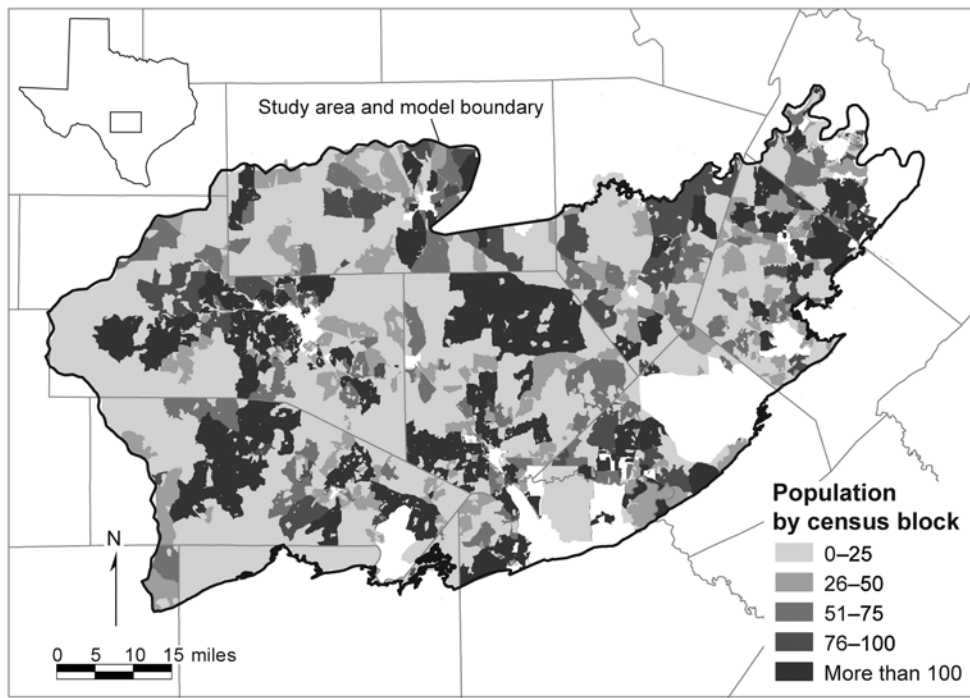 Study area and model boundary
N
0 5 10 15 miles
Population
by census block
0–25
26–50
51–75
76–100
More than 100